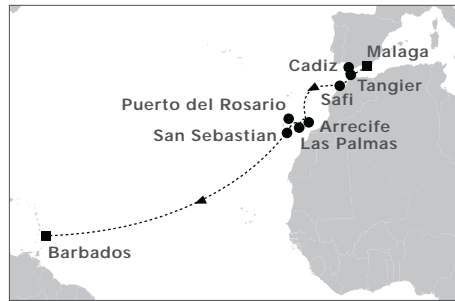 Malaga
Cadiz
Tangier
Safi
Puerto del Rosario
Arrecife
San Sebastian
Las Palmas
Barbados